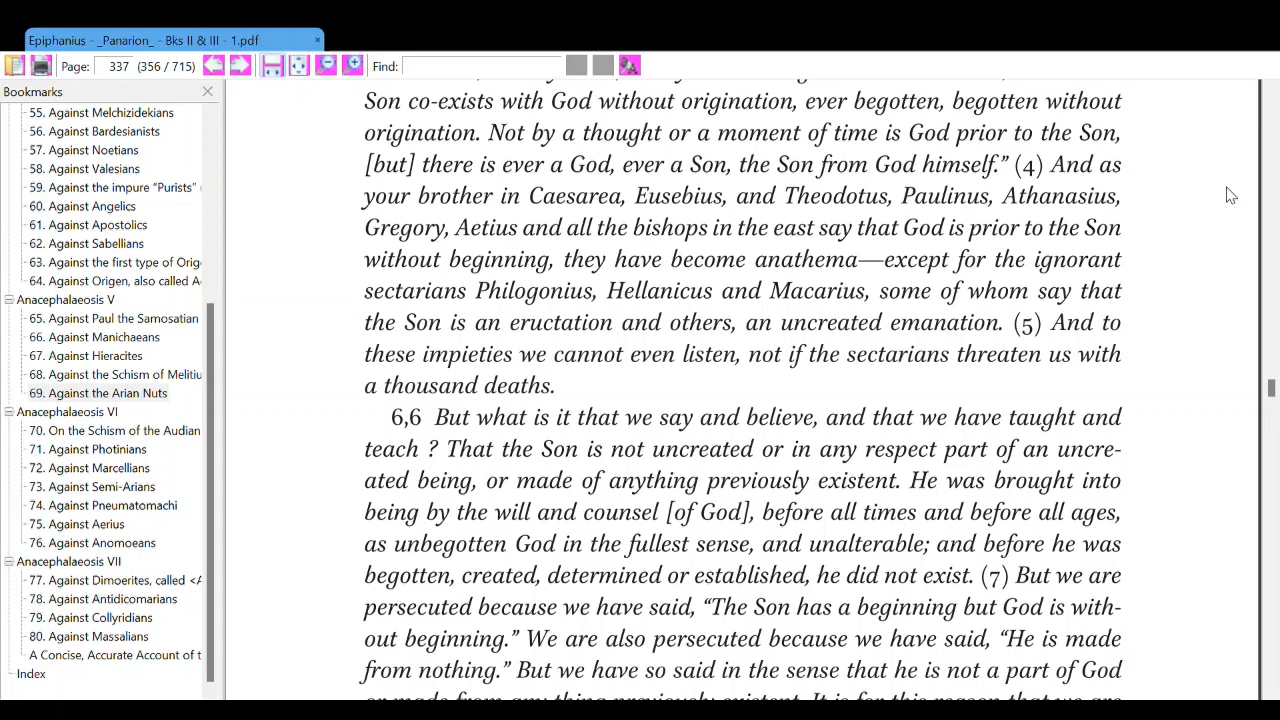 Epiphanius - _Panarion_ - Bks II & III - 1.pdf
Page: 337 (356 / 715) Find:
Bookmarks
55. Against Melchizidekians
56. Against Bardesianists
57. Against Noetians
58. Against Valesians
59. Against the impure “Purists”
60. Against Angelics
61. Against Apostolics
62. Against Sabellians
63. Against the first type of Orig
64. Against Origen, also called A
Anacephalaeosis V
65. Against Paul the Samosatian
66. Against Manichaeans
67. Against Hieracites
68. Against the Schism of Melitiu
69. Against the Arian Nuts
Anacephalaeosis VI
70. On the Schism of the Audian
71. Against Photinians
72. Against Marcellians
73. Against Semi-Arians
74. Against Pneumatomachi
75. Against Aerius
76. Against Anomoeans
Anacephalaeosis VII
77. Against Dimoerites, called <A
78. Against Antidicomarians
79. Against Collyridians
80. Against Massalians
A Concise, Accurate Account of t
Index
Son co-exists with God without origination, ever begotten, begotten without
origination. Not by a thought or a moment of time is God prior to the Son,
[but] there is ever a God, ever a Son, the Son from God himself.” (4) And as
your brother in Caesarea, Eusebius, and Theodotus, Paulinus, Athanasius,
Gregory, Aetius and all the bishops in the east say that God is prior to the Son
without beginning, they have become anathema—except for the ignorant
sectarians Philogonius, Hellanicus and Macarius, some of whom say that
the Son is an eructation and others, an uncreated emanation. (5) And to
these impieties we cannot even listen, not if the sectarians threaten us with
a thousand deaths.
6,6 But what is it that we say and believe, and that we have taught and
teach ? That the Son is not uncreated or in any respect part of an uncre-
ated being, or made of anything previously existent. He was brought into
being by the will and counsel [of God], before all times and before all ages,
as unbegotten God in the fullest sense, and unalterable; and before he was
begotten, created, determined or established, he did not exist. (7) But we are
persecuted because we have said, “The Son has a beginning but God is with-
out beginning.” We are also persecuted because we have said, “He is made
from nothing.” But we have so said in the sense that he is not a part of God
or made from any thing previously existent. It is for this reason that we are